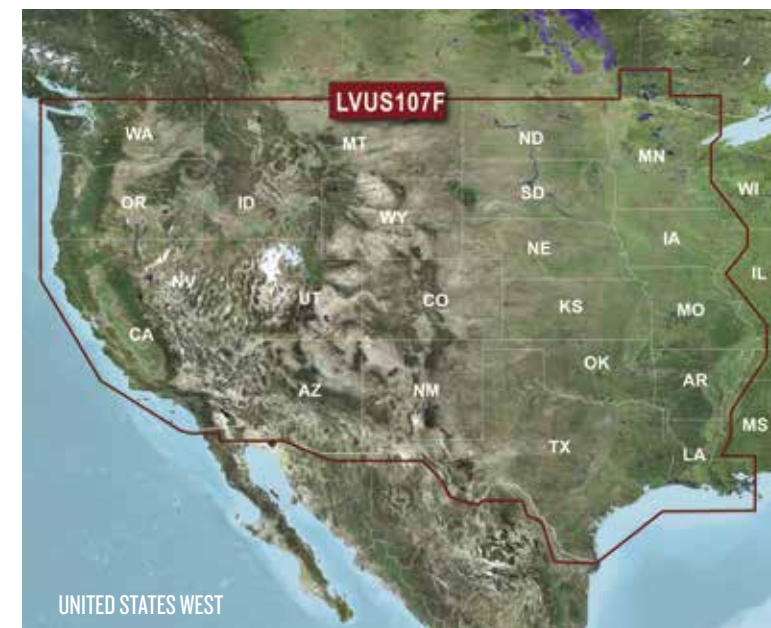 LVUS107F
WA
MT
ND
MN
OR
ID
SD
WI
WY
NE
IA
NV
IL
UT
CO
KS
MO
CA
OK
AZ
NM
AR
MS
TX
LA
UNITED STATES WEST